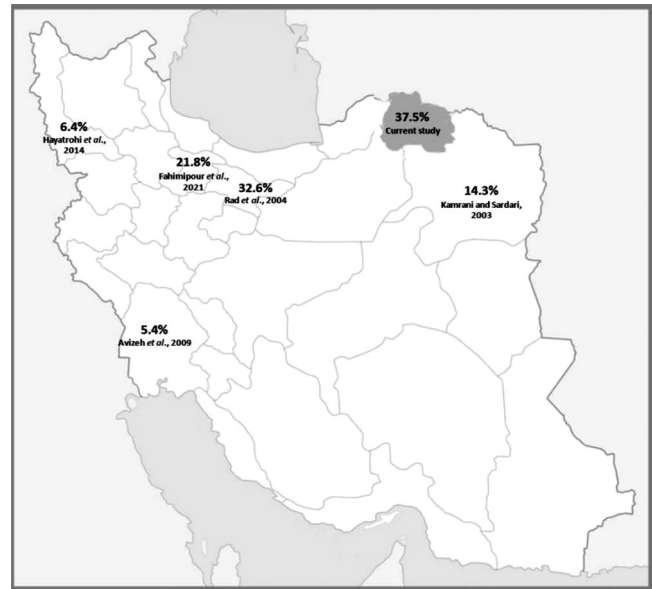 37.5%
Current study
6.4%
Hayatrohi et al.,
2014
21.8%
Fahimipour et al.,
2021
32.6%
Rad et al., 2004
14.3%
Kamrani and Sardari,
2003
5.4%
Avizeh et al., 2009